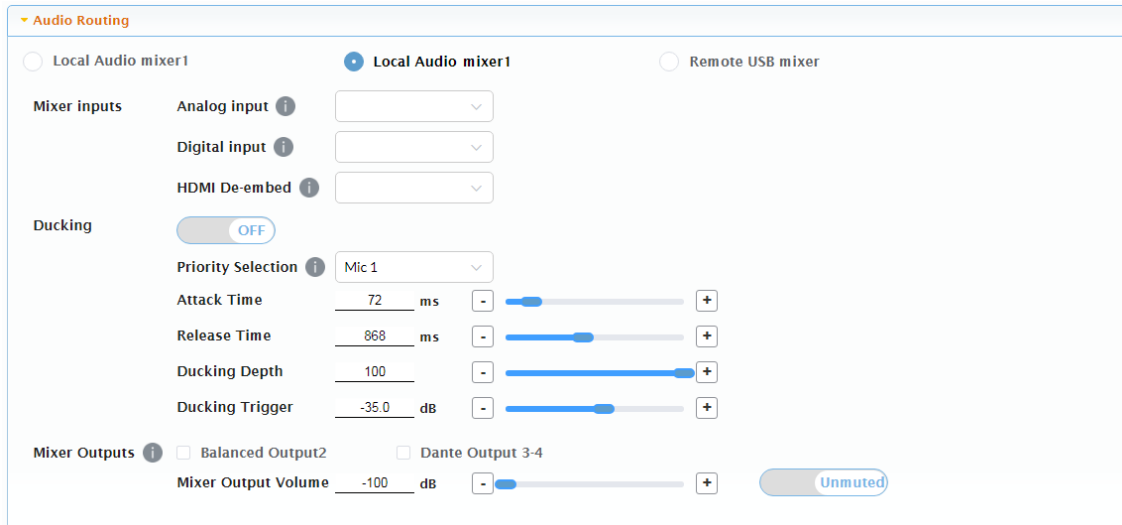 Audio Routing
Local Audio mixer1 Local Audio mixer1 Remote USB mixer
Mixer inputs Analog input i
Digital input i
HDMI De-embed i
Ducking OFF
Priority Selection i Mic 1
Attack Time 72 ms - +
Release Time 868 ms - +
Ducking Depth 100 - +
Ducking Trigger -35.0 dB - +
Mixer Outputs i Balanced Output2 Dante Output 3-4
Mixer Output Volume -100 dB - + Unmuted